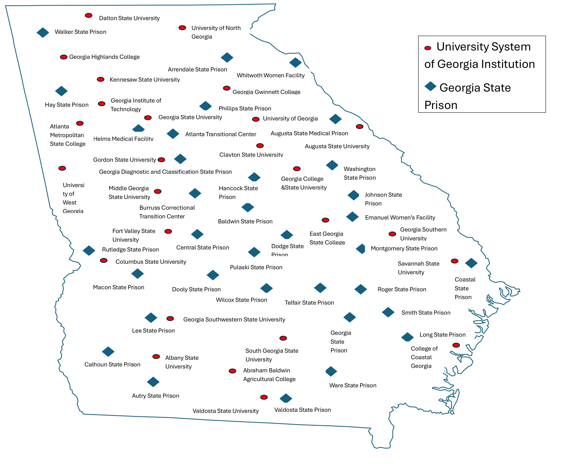 Dalton State University
University of North
Georgia
Walker State Prison
University System
of Georgia Institution
Georgia State
Prison
Georgia Highlands College
Arrendale State Prison
Whitwoth Women Facility
Kennesaw State University
Georgia Gwinnett College
Hay State Prison
Georgia Institute of
Technology
Phillips State Prison
Georgia State University
University of Georgia
Atlanta
Metropolitan
State College
Helms Medical Facility
Atlanta Transitional Center
Augusta State Medical Prison
Augusta State University
Clayton State University
Gordon State University
Georgia Diagnostic and Classification State Prison
Washington
State Prison
Georgia College
&State University
Universi
ty of
West
Georgia
Middle Georgia
State University
Hancock State
Prison
Johnson State
Prison
Burruss Correctional
Transition Center
Baldwin State Prison
Emanuel Women's Facility
Fort Valley State
University
East Georgia
State College
Georgia Southern
University
Rutledge State Prison
Central State Prison
Dodge State
Prison
Montgomery State Prison
Columbus State University
Pulaski State Prison
Savannah State
University
Coastal
State
Prison
Macon State Prison
Dooly State Prison
Wilcox State Prison
Telfair State Prison
Roger State Prison
Lee State Prison
Georgia Southwestern State University
Smith State Prison
Georgia
State
Prison
Long State Prison
College of
Coastal
Georgia
Calhoun State Prison
Albany State
University
South Georgia State
University
Abraham Baldwin
Agricultural College
Ware State Prison
Autry State Prison
Valdosta State University
Valdosta State Prison